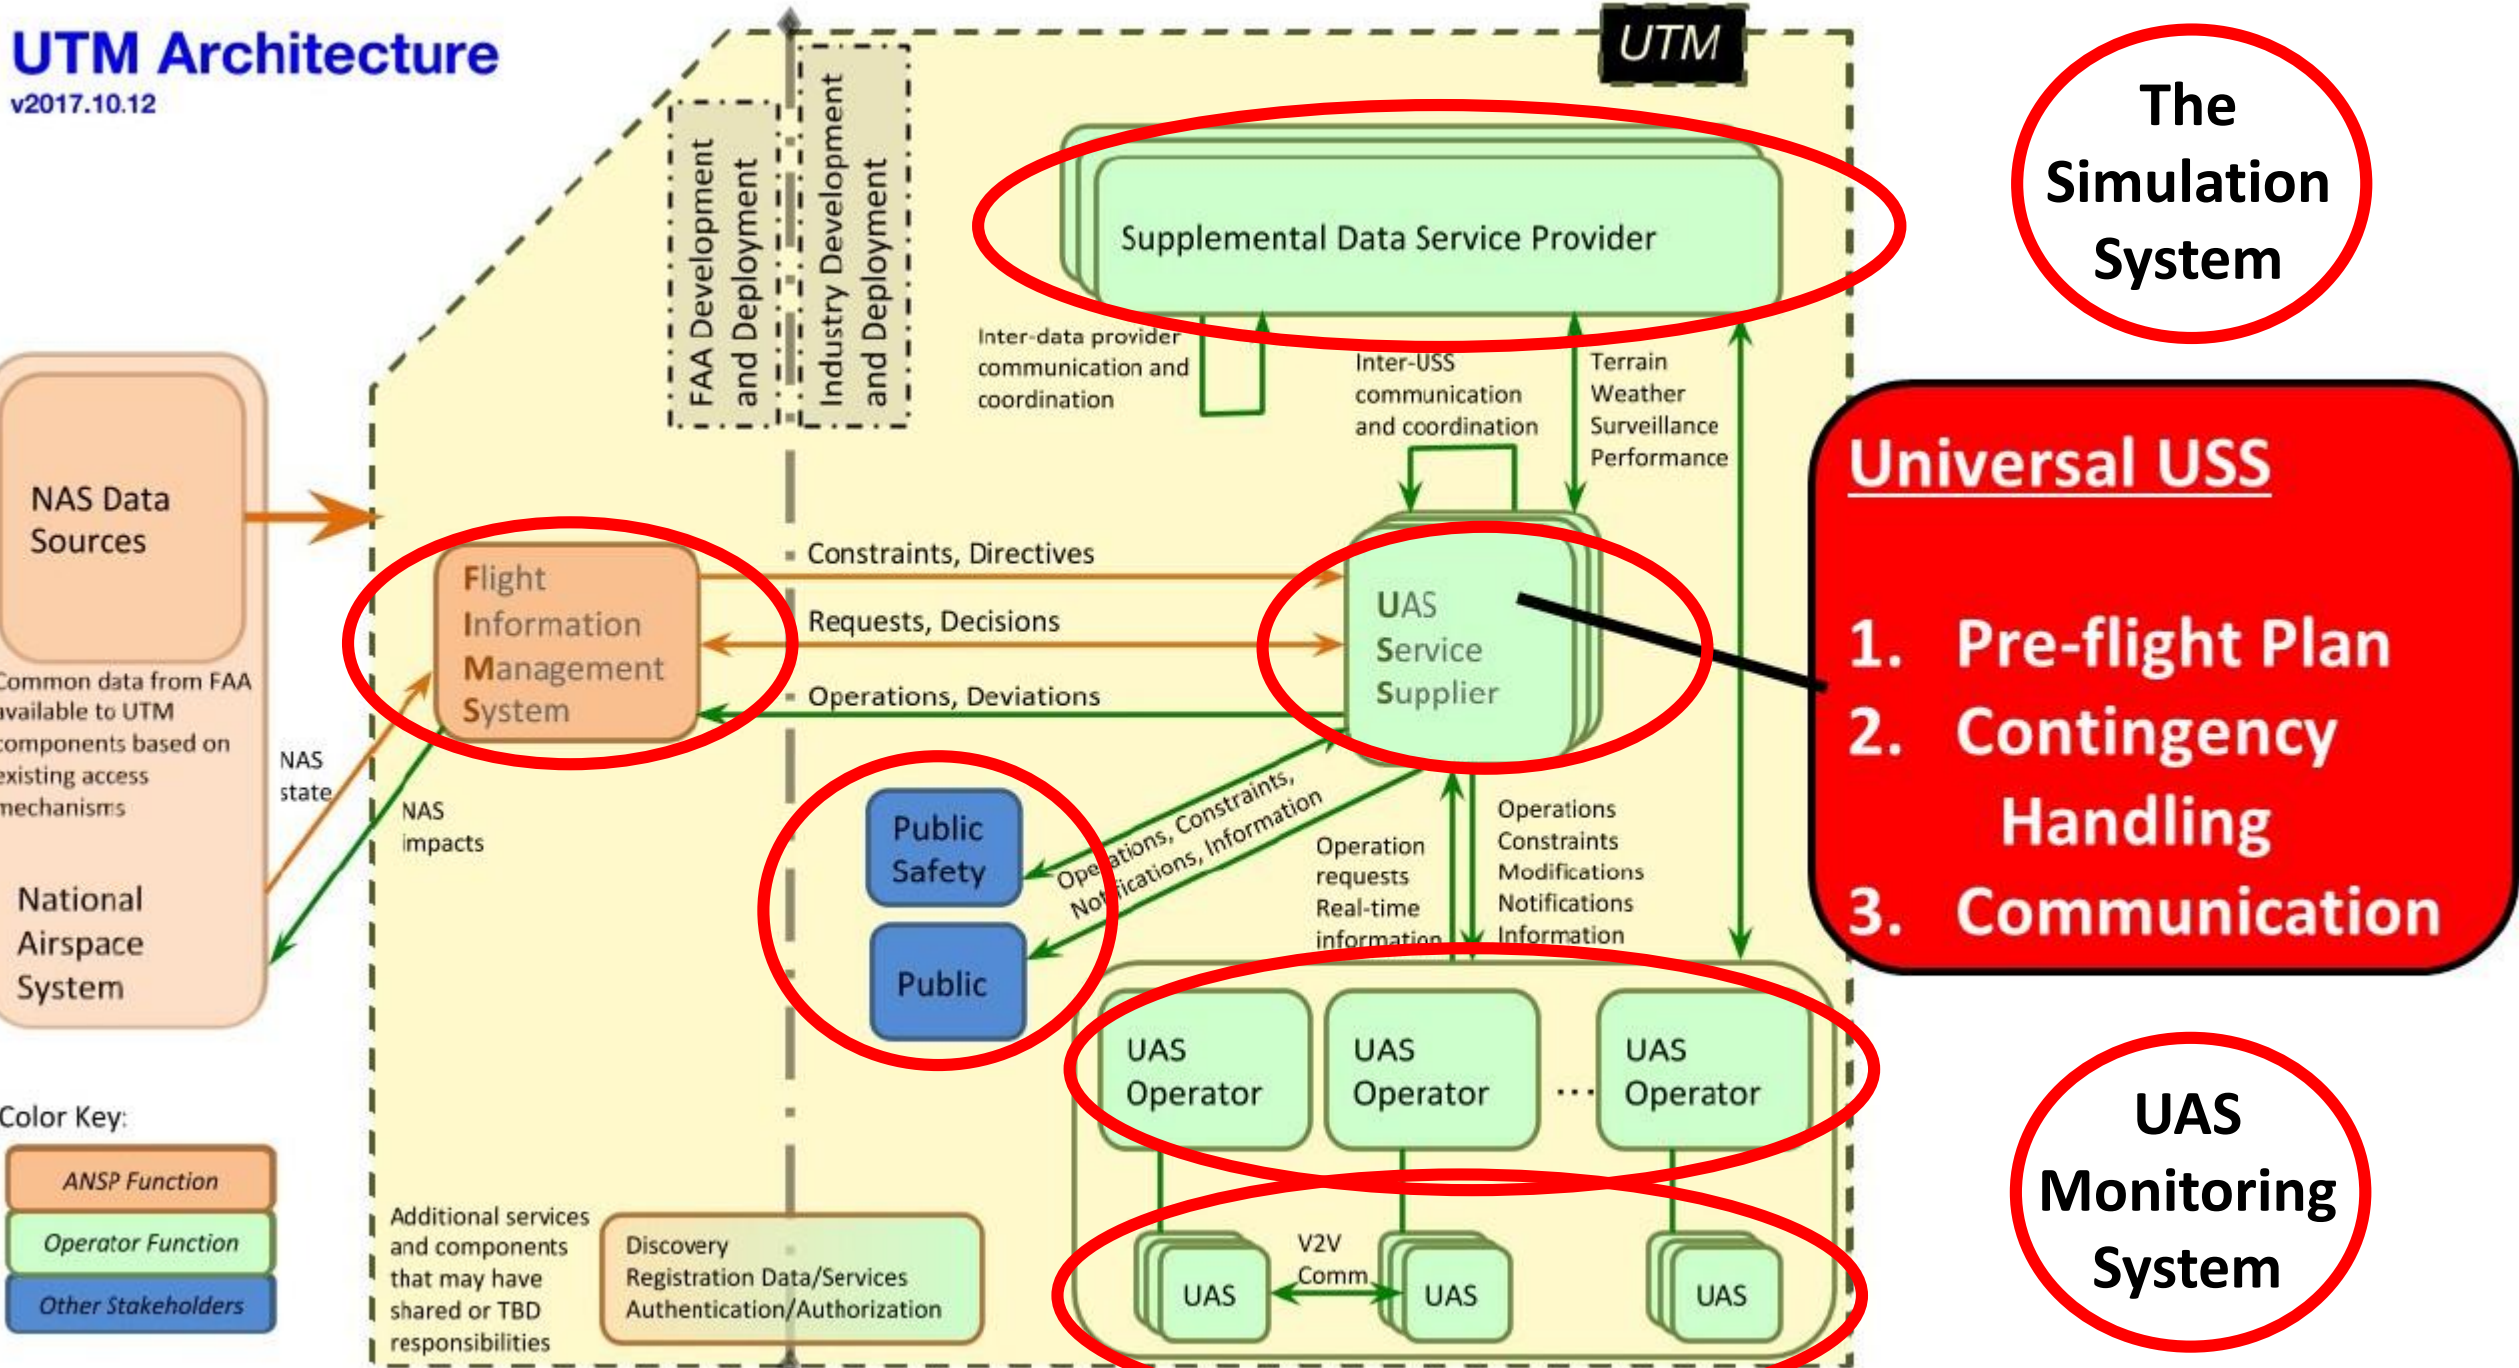 UTM Architecture
v2017.10.12
UTM
FAA Development
and Deployment
Industry Development
and Deployment
Supplemental Data Service Provider
Inter-data provider
communication and
coordination
Inter-USS
communication
and coordination
Terrain
Weather
Surveillance
Performance
The
Simulation
System
NAS Data
Sources
Common data from FAA
available to UTM
components based on
existing access
mechanisms
National
Airspace
System
NAS
state
NAS
impacts
Flight
Information
Management
System
Constraints, Directives
Requests, Decisions
Operations, Deviations
UAS
Service
Supplier
Universal USS
1. Pre-flight Plan
2. Contingency
Handling
3. Communication
Public
Safety
Public
Operations, Constraints,
Notifications, Information
Operation
requests
Real-time
information
Operations
Constraints
Modifications
Notifications
Information
UAS
Operator
UAS
Operator
...
UAS
Operator
UAS
V2V
Comm
UAS
UAS
UAS
Monitoring
System
Color Key:
ANSP Function
Operator Function
Other Stakeholders
Additional services
and components
that may have
shared or TBD
responsibilities
Discovery
Registration Data/Services
Authentication/Authorization